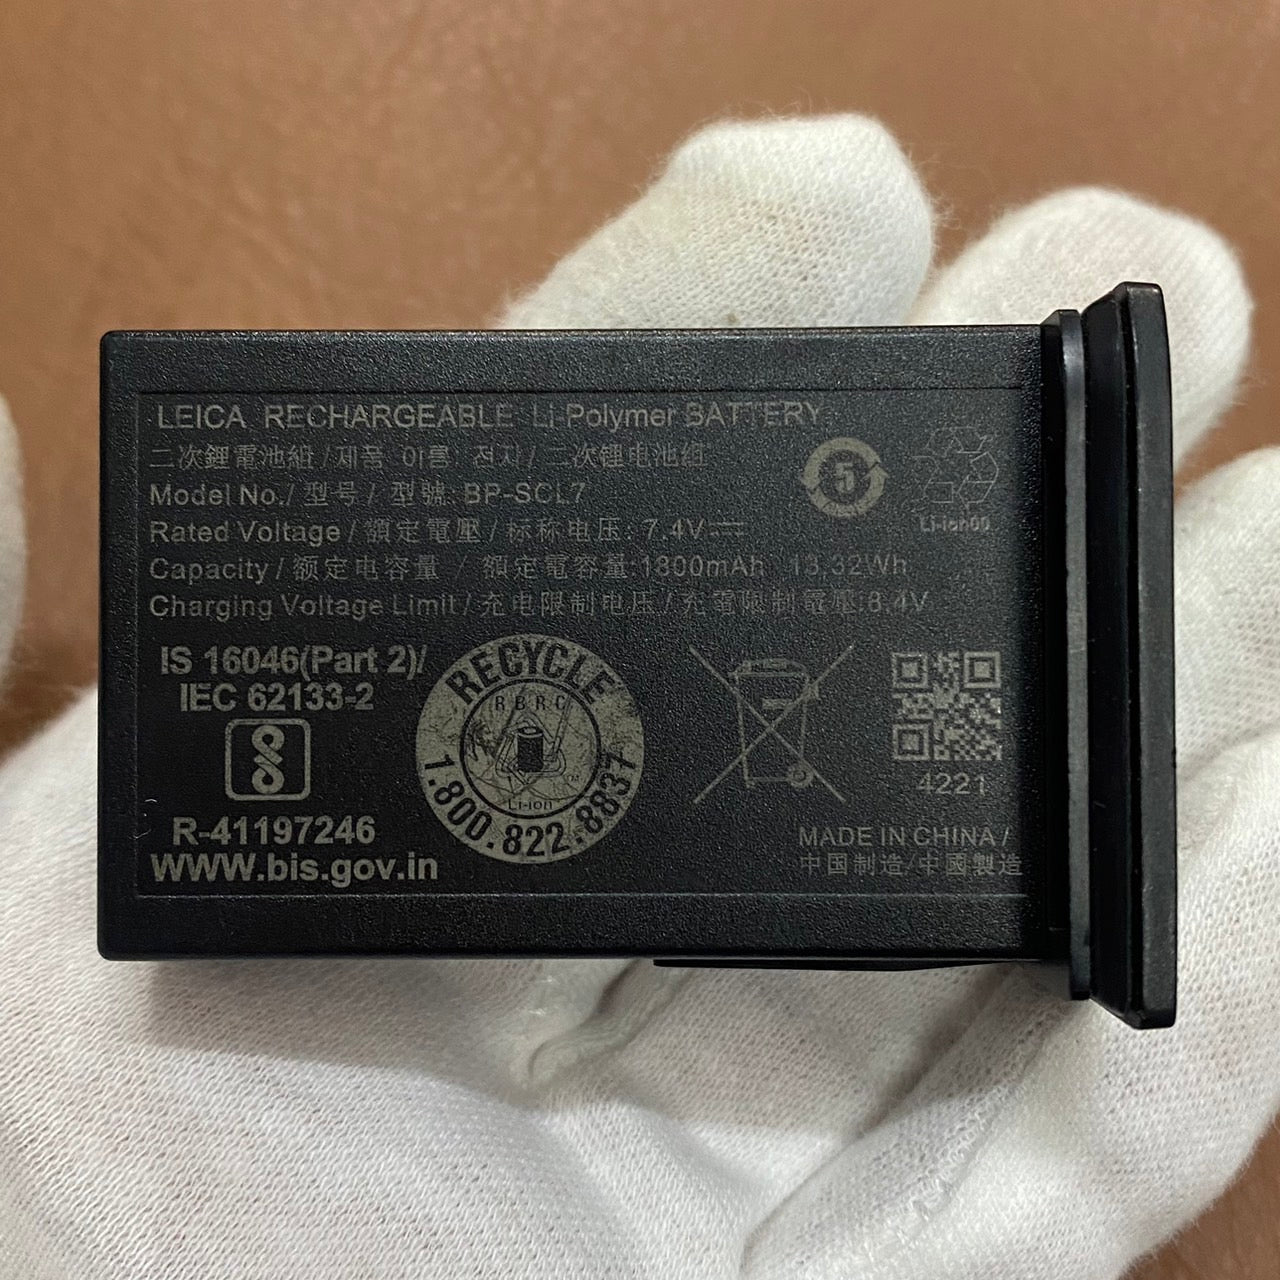 LEICA RECHARGEABLE Li-Polymer BATTERY
二次鋰電池組/제품 이름: 전지/二次锂电池组
Model No./型号/型號:BP-SCL7
Rated Voltage/額定電壓/标称电压: 7.4V⎓
Capacity/额定电容量 / 額定電容量:1800mAh 13.32Wh
Charging Voltage Limit/充电限制电压/充電限制電壓:8.4V
5
Li-ion00
IS 16046(Part 2)/
IEC 62133-2
R-41197246
WWW.bis.gov.in
RECYCLE
RBRC
TM
Li-ion
1.800.822.8837
4221
MADE IN CHINA/
中国制造/中國製造